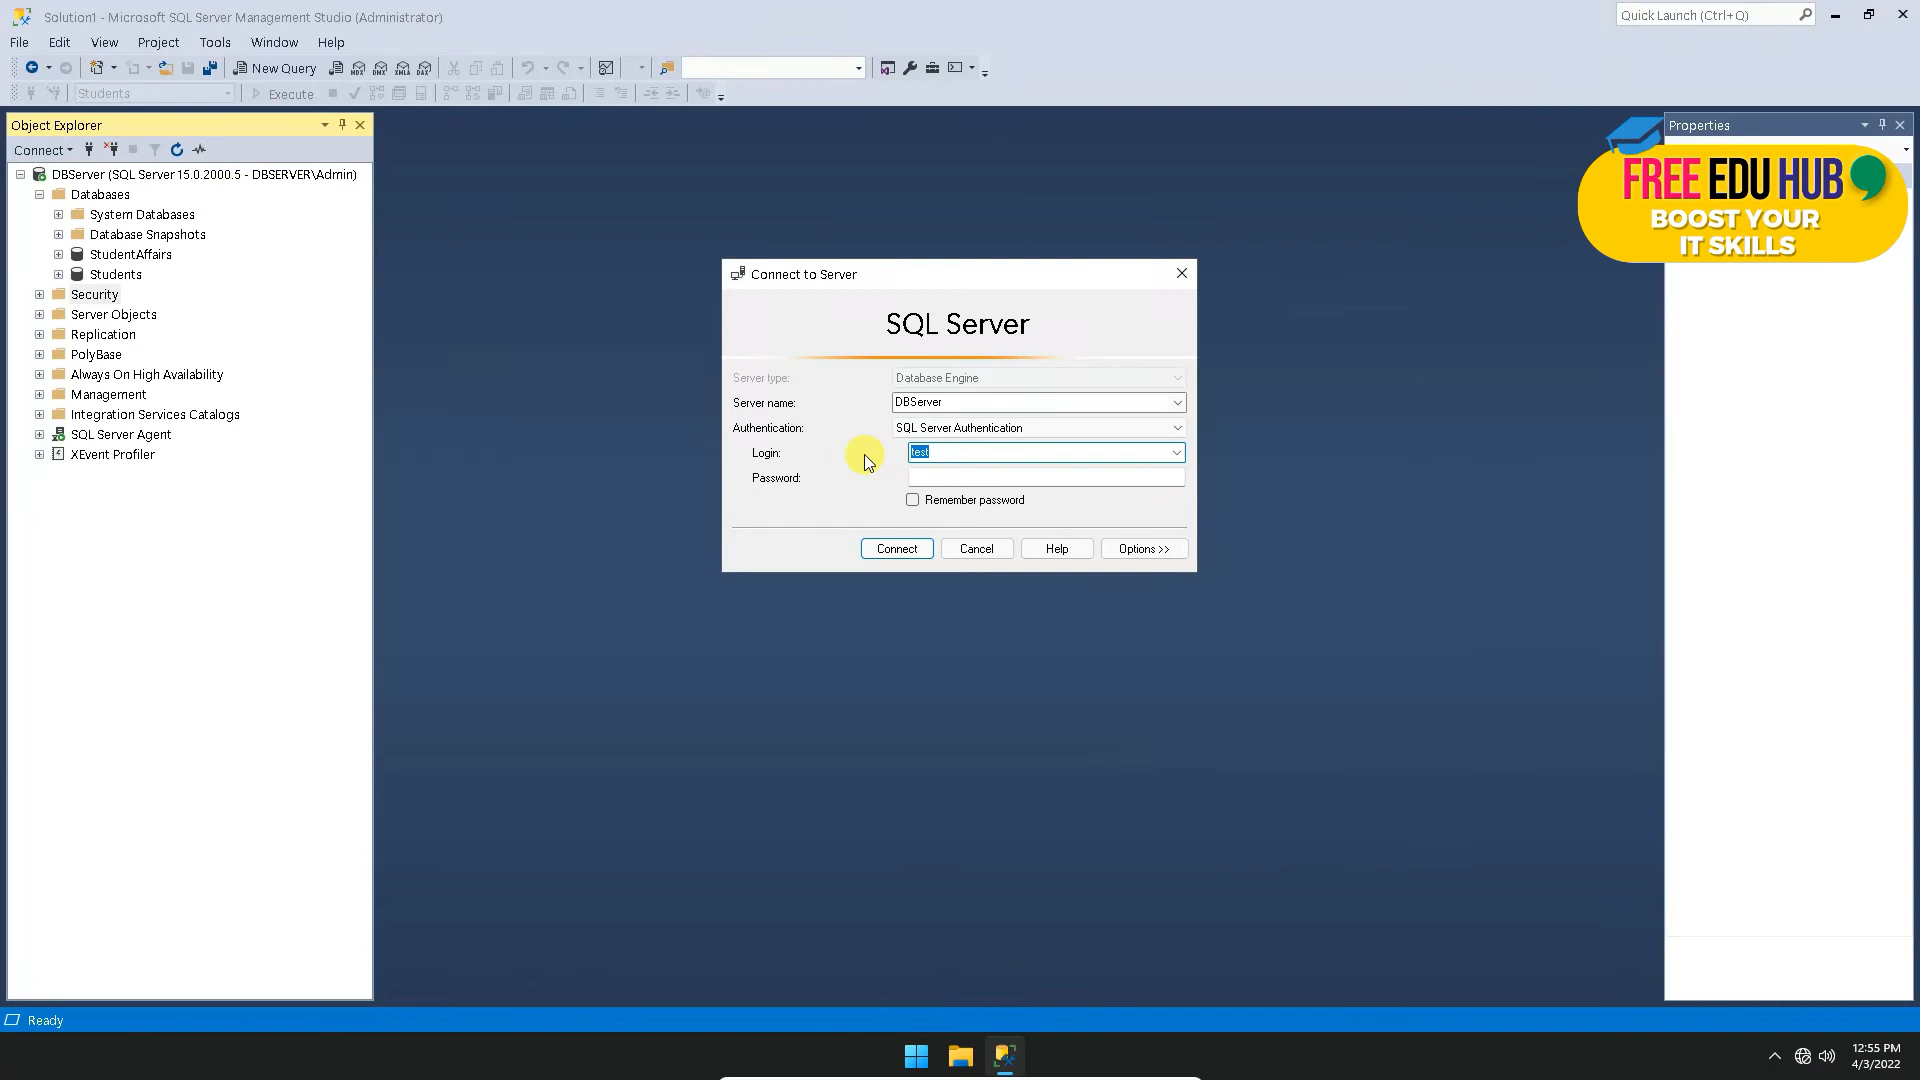 Solution1 - Microsoft SQL Server Management Studio (Administrator)
Quick Launch (Ctrl+Q)
File Edit View Project Tools Window Help
New Query MDX DMX XMLA DAX
Students Execute
Object Explorer
Connect
DBServer (SQL Server 15.0.2000.5 - DBSERVER\Admin)
Databases
System Databases
Database Snapshots
StudentAffairs
Students
Security
Server Objects
Replication
PolyBase
Always On High Availability
Management
Integration Services Catalogs
SQL Server Agent
XEvent Profiler
Connect to Server
SQL Server
Server type: Database Engine
Server name: DBServer
Authentication: SQL Server Authentication
Login: test
Password:
Remember password
Connect Cancel Help Options >>
Properties
FREE EDU HUB
BOOST YOUR
IT SKILLS
Ready
12:55 PM
4/3/2022